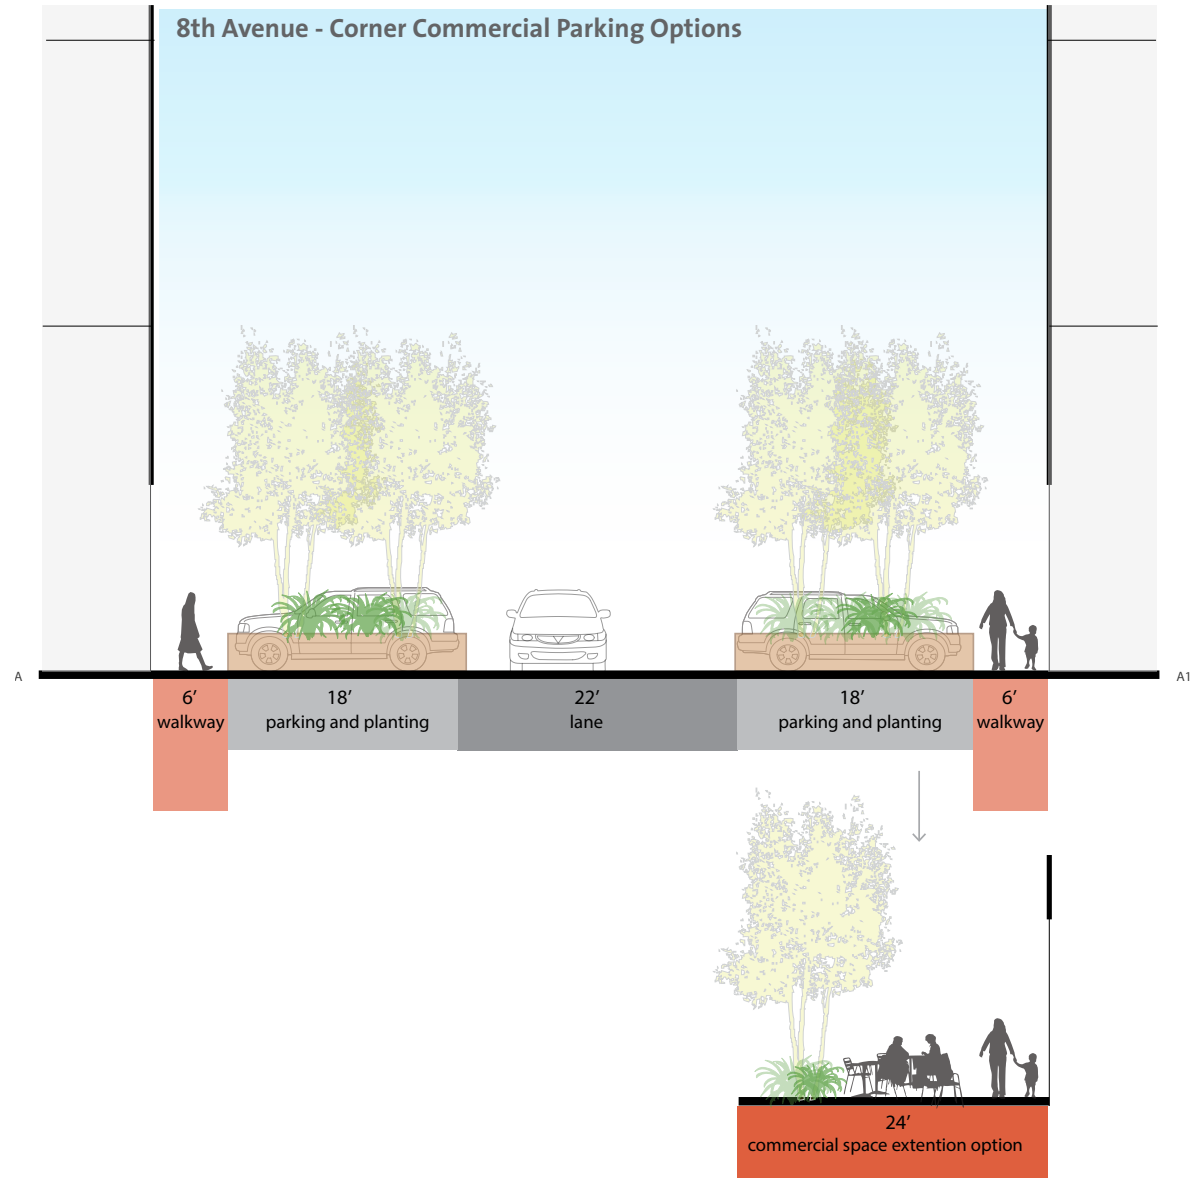 8th Avenue - Corner Commercial Parking Options
A
A1
6’
walkway
18’
parking and planting
22’
lane
18’
parking and planting
6’
walkway
24’
commercial space extention option